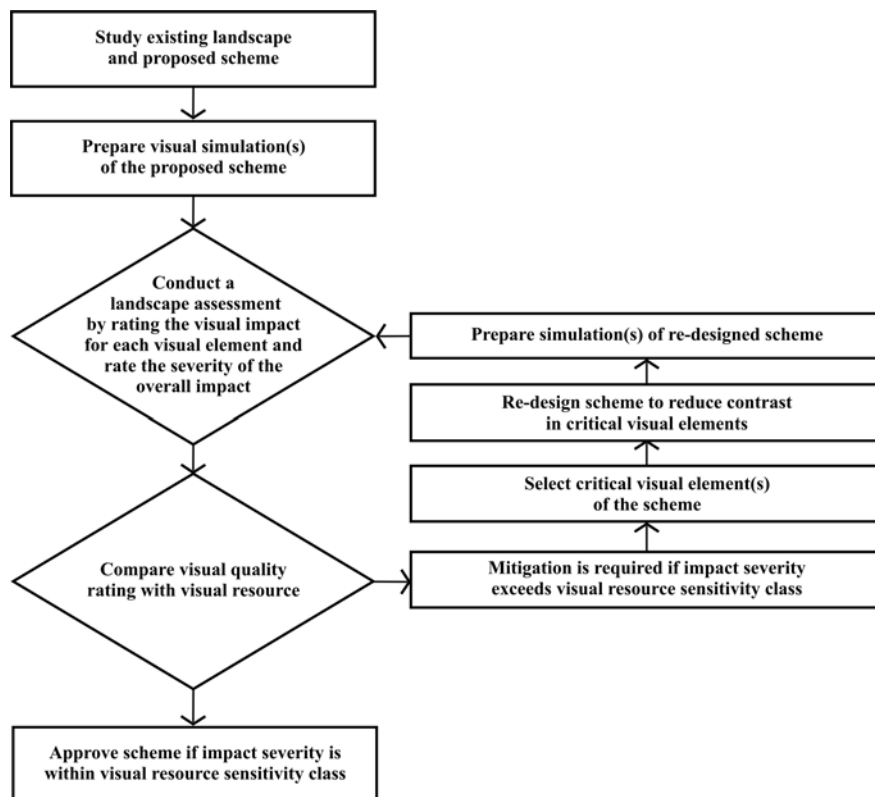 Study existing landscape
and proposed scheme
Prepare visual simulation(s)
of the proposed scheme
Conduct a
landscape assessment
by rating the visual impact
for each visual element and
rate the severity of the
overall impact
Compare visual quality
rating with visual resource
Approve scheme if impact severity is
within visual resource sensitivity class
Mitigation is required if impact severity
exceeds visual resource sensitivity class
Select critical visual element(s)
of the scheme
Re-design scheme to reduce contrast
in critical visual elements
Prepare simulation(s) of re-designed scheme